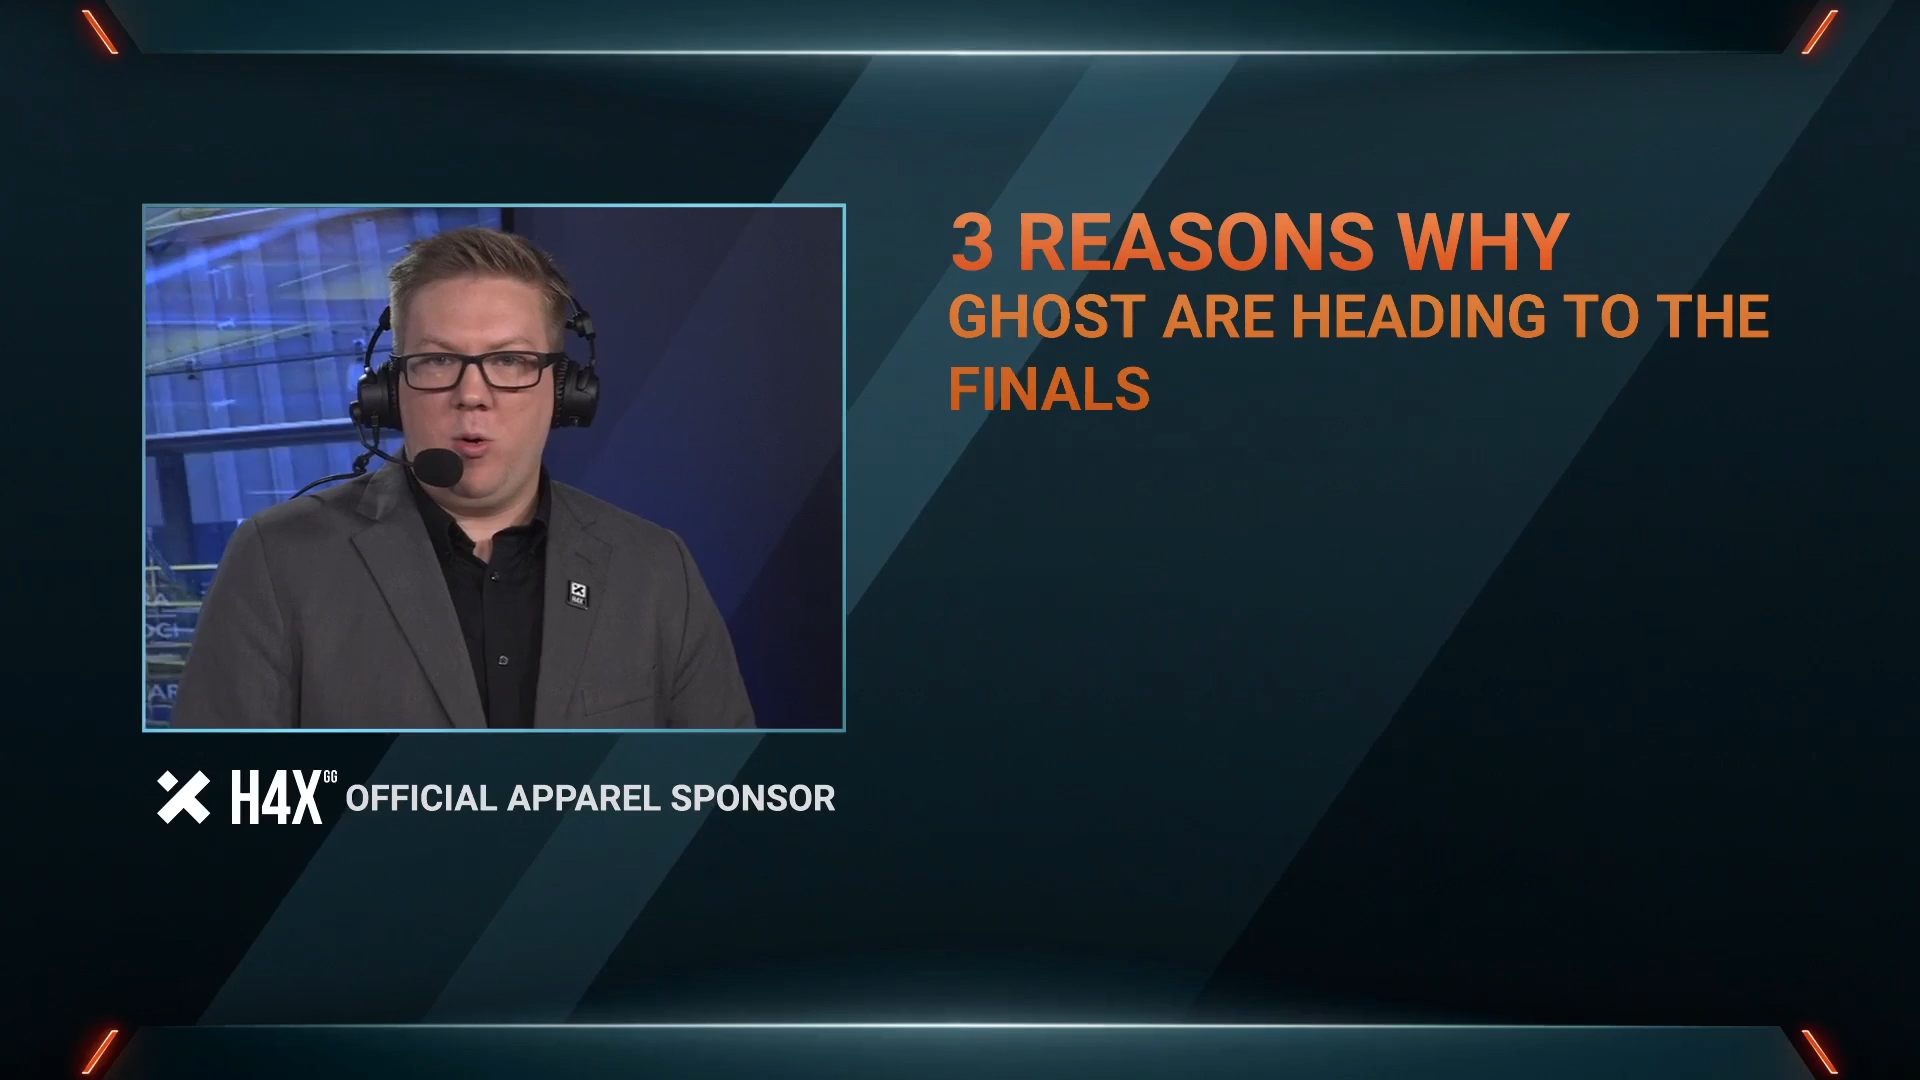 3 REASONS WHY
GHOST ARE HEADING TO THE
FINALS
H4X GG OFFICIAL APPAREL SPONSOR